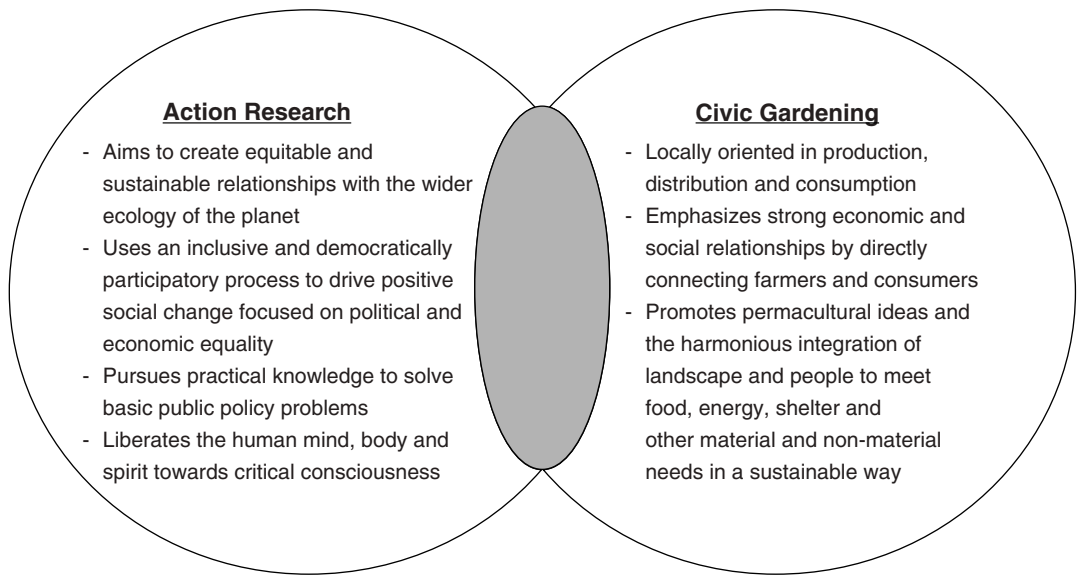 Action Research
- Aims to create equitable and
sustainable relationships with the wider
ecology of the planet
- Uses an inclusive and democratically
participatory process to drive positive
social change focused on political and
economic equality
- Pursues practical knowledge to solve
basic public policy problems
- Liberates the human mind, body and
spirit towards critical consciousness
Civic Gardening
- Locally oriented in production,
distribution and consumption
- Emphasizes strong economic and
social relationships by directly
connecting farmers and consumers
- Promotes permacultural ideas and
the harmonious integration of
landscape and people to meet
food, energy, shelter and
other material and non-material
needs in a sustainable way